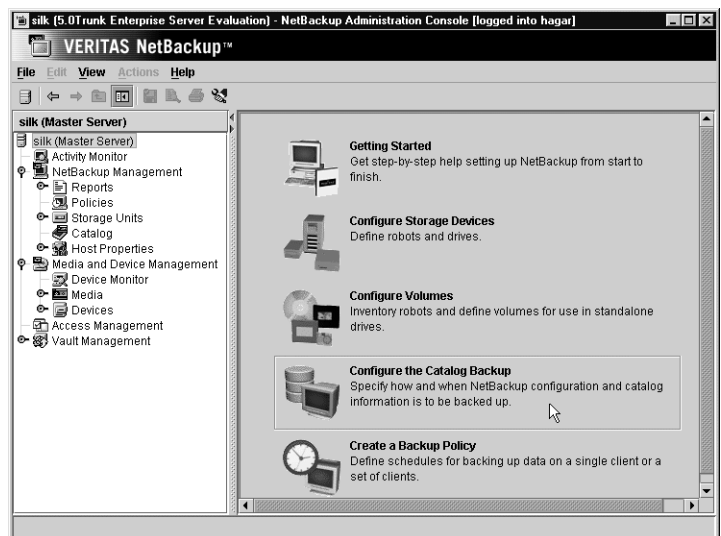 silk (5.0Trunk Enterprise Server Evaluation) - NetBackup Administration Console [logged into hagar]
VERITAS NetBackup™
File Edit View Actions Help
silk (Master Server)
silk (Master Server)
Activity Monitor
NetBackup Management
Reports
Policies
Storage Units
Catalog
Host Properties
Media and Device Management
Device Monitor
Media
Devices
Access Management
Vault Management
Getting Started
Get step-by-step help setting up NetBackup from start to
finish.
Configure Storage Devices
Define robots and drives.
Configure Volumes
Inventory robots and define volumes for use in standalone
drives.
Configure the Catalog Backup
Specify how and when NetBackup configuration and catalog
information is to be backed up.
Create a Backup Policy
Define schedules for backing up data on a single client or a
set of clients.